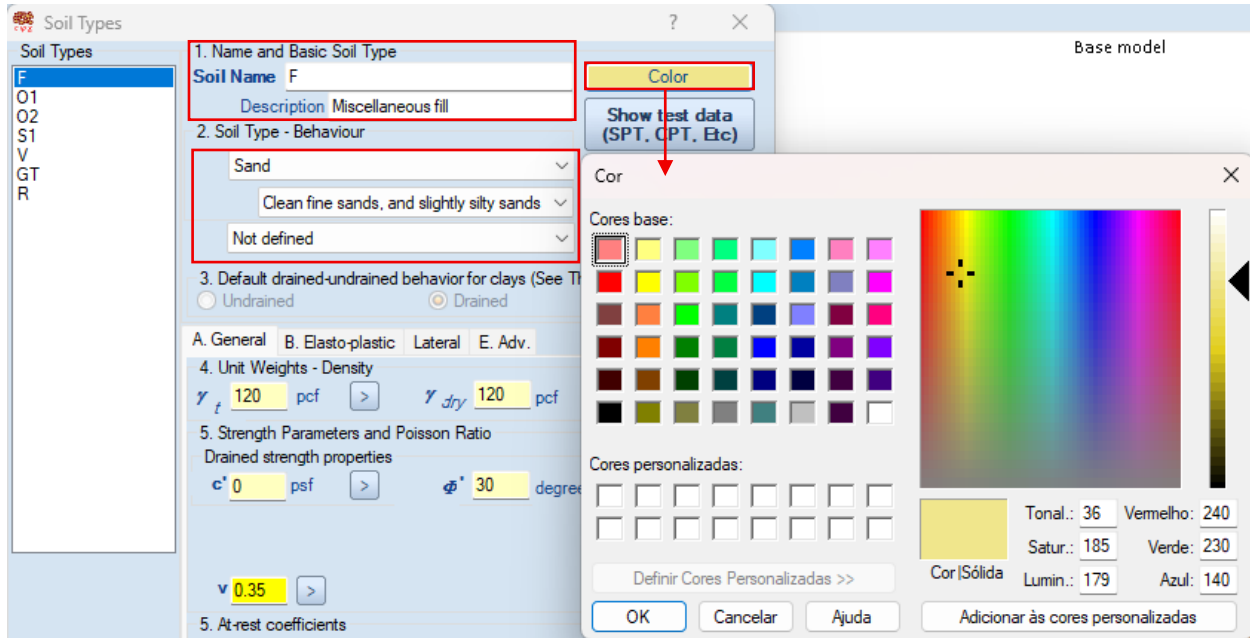 Soil Types ?
Base model
Soil Types
F
O1
O2
S1
V
GT
R
1. Name and Basic Soil Type
Soil Name F
Description Miscellaneous fill
Color
Show test data
(SPT, CPT, Etc)
2. Soil Type - Behaviour
Sand
Clean fine sands, and slightly silty sands
Not defined
3. Default drained-undrained behavior for clays (See Th
Undrained Drained
A. General B. Elasto-plastic Lateral E. Adv.
4. Unit Weights - Density
γ t 120 pcf > γ dry 120 pcf
5. Strength Parameters and Poisson Ratio
Drained strength properties
c' 0 psf > Φ' 30 degree
v 0.35 >
5. At-rest coefficients
Cor
Cores base:
Cores personalizadas:
Definir Cores Personalizadas >>
OK Cancelar Ajuda
Cor|Sólida
Tonal.: 36 Vermelho: 240
Satur.: 185 Verde: 230
Lumin.: 179 Azul: 140
Adicionar às cores personalizadas